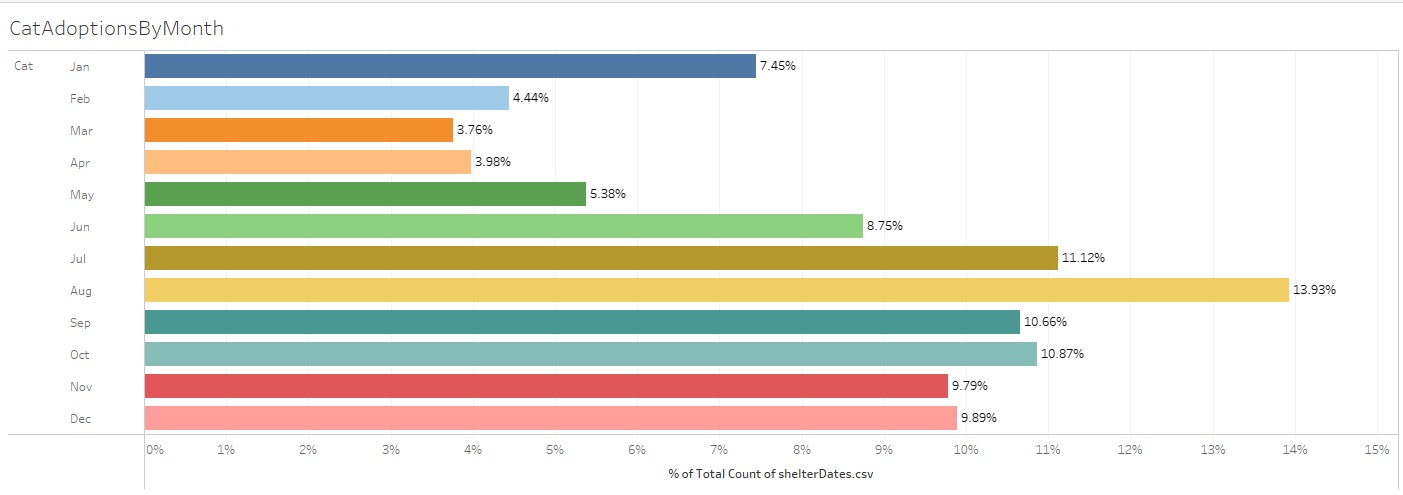 CatAdoptionsByMonth
Cat Jan 7.45%
Feb 4.44%
Mar 3.76%
Apr 3.98%
May 5.38%
Jun 8.75%
Jul 11.12%
Aug 13.93%
Sep 10.66%
Oct 10.87%
Nov 9.79%
Dec 9.89%
0% 1% 2% 3% 4% 5% 6% 7% 8% 9% 10% 11% 12% 13% 14% 15%
% of Total Count of shelterDates.csv